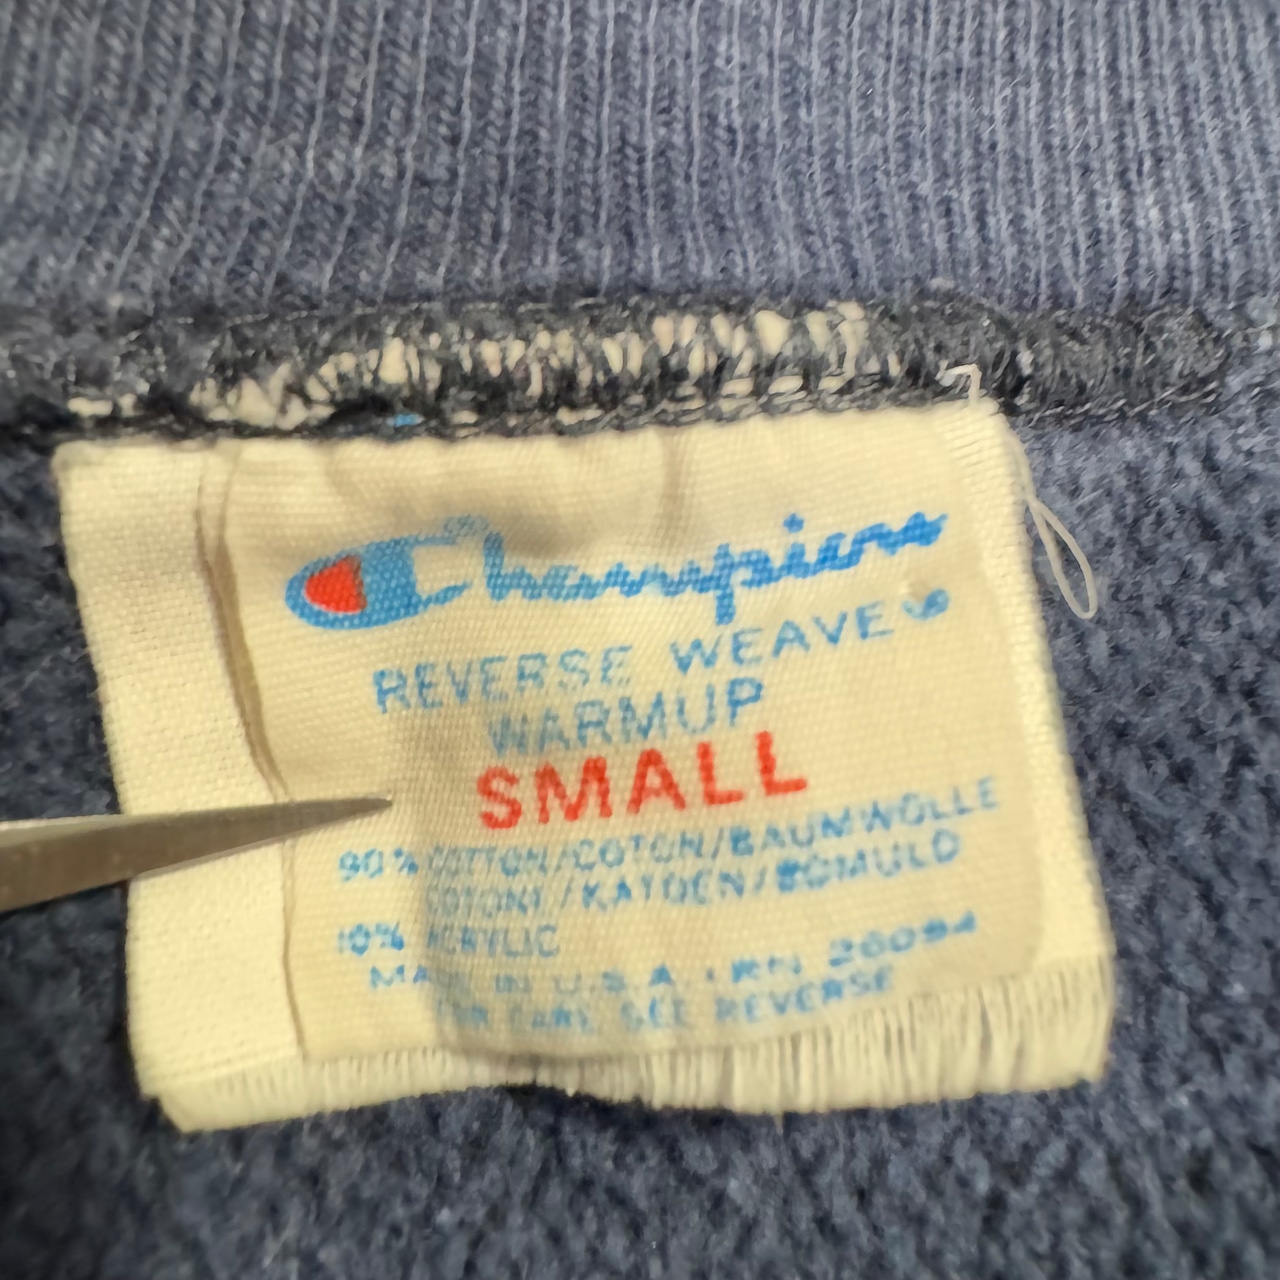 Champion
REVERSE WEAVE®
WARMUP
SMALL
90% COTTON/COTON/BAUMWOLLE
COTONE/KATOEN/BOMULD
10% ACRYLIC
MADE IN U.S.A. · RN 26094
FOR CARE SEE REVERSE